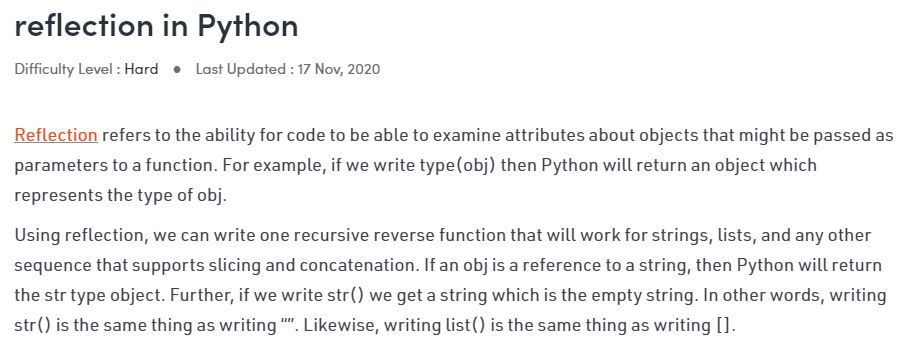 reflection in Python
Difficulty Level : Hard ● Last Updated : 17 Nov, 2020
Reflection refers to the ability for code to be able to examine attributes about objects that might be passed as
parameters to a function. For example, if we write type(obj) then Python will return an object which
represents the type of obj.
Using reflection, we can write one recursive reverse function that will work for strings, lists, and any other
sequence that supports slicing and concatenation. If an obj is a reference to a string, then Python will return
the str type object. Further, if we write str() we get a string which is the empty string. In other words, writing
str() is the same thing as writing “”. Likewise, writing list() is the same thing as writing [].